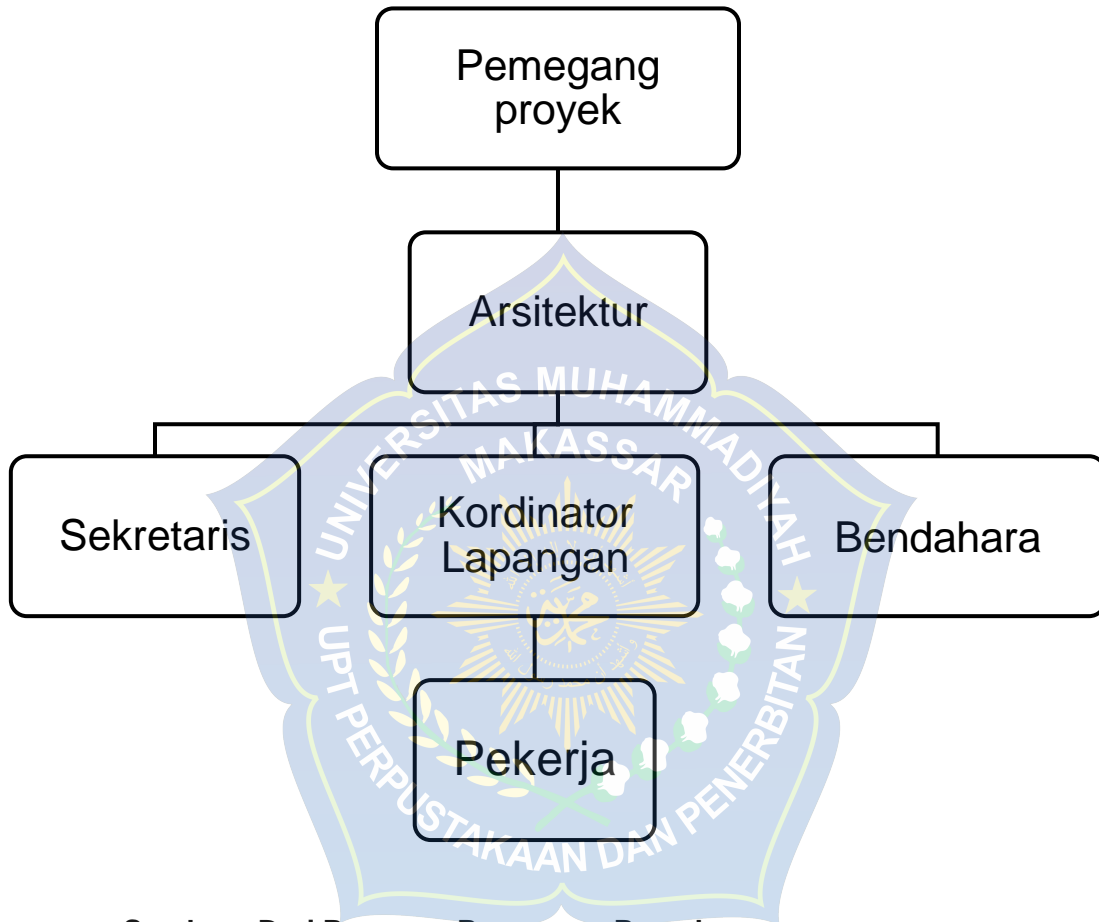 Pemegang
proyek
Arsitektur
UNIVERSITAS MUHAMMADIYAH
MAKASSAR
Sekretaris
Kordinator
Lapangan
Bendahara
Pekerja
UPT PERPUSTAKAAN DAN PENERBITAN